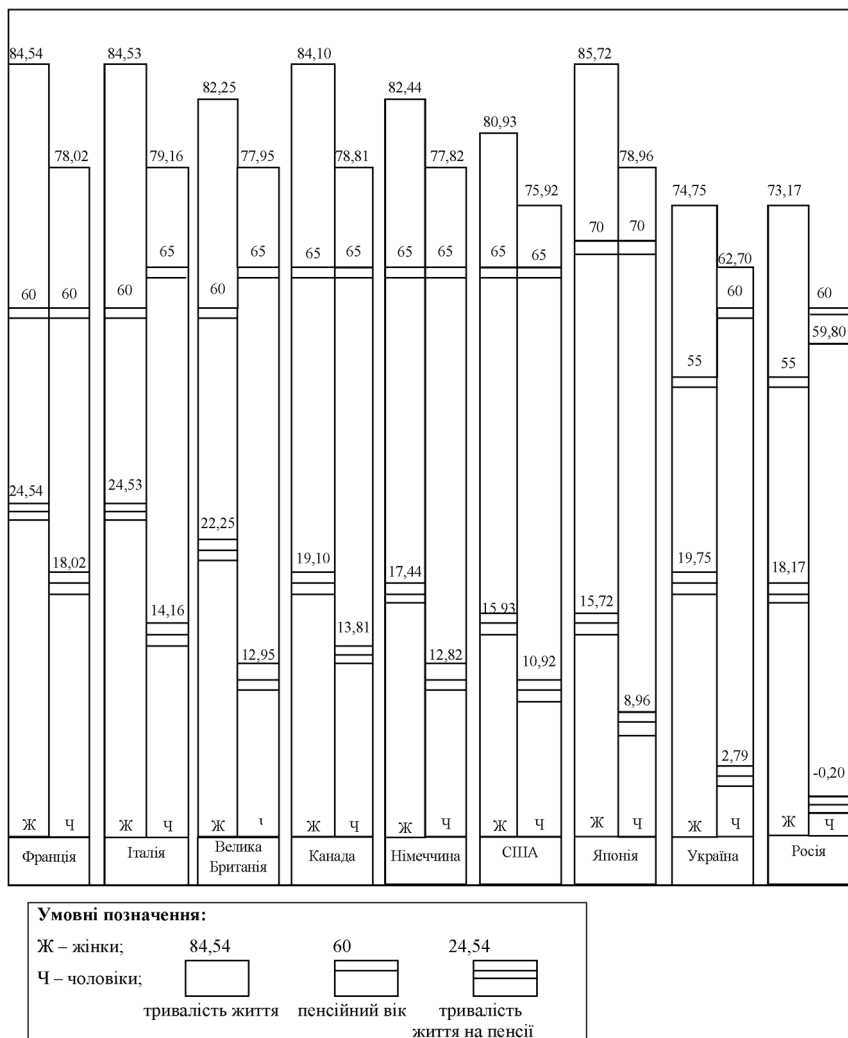 84,54
78,02
60
60
24,54
18,02
Ж
Ч
Франція
84,53
79,16
65
60
24,53
14,16
Ж
Ч
Італія
82,25
77,95
65
60
22,25
12,95
Ж
Велика
Британія
84,10
78,81
65
65
19,10
13,81
Ж
Ч
Канада
82,44
77,82
65
65
17,44
12,82
Ж
Ч
Німеччина
80,93
75,92
65
65
15,93
10,92
Ж
Ч
США
85,72
78,96
70
70
15,72
8,96
Ж
Ч
Японія
74,75
62,70
60
55
19,75
2,79
Ж
Ч
Україна
73,17
60
59,80
55
18,17
-0,20
Ж
Ч
Росія
Умовні позначення:
Ж – жінки;
Ч – чоловіки;
84,54
тривалість життя
60
пенсійний вік
24,54
тривалість
життя на пенсії